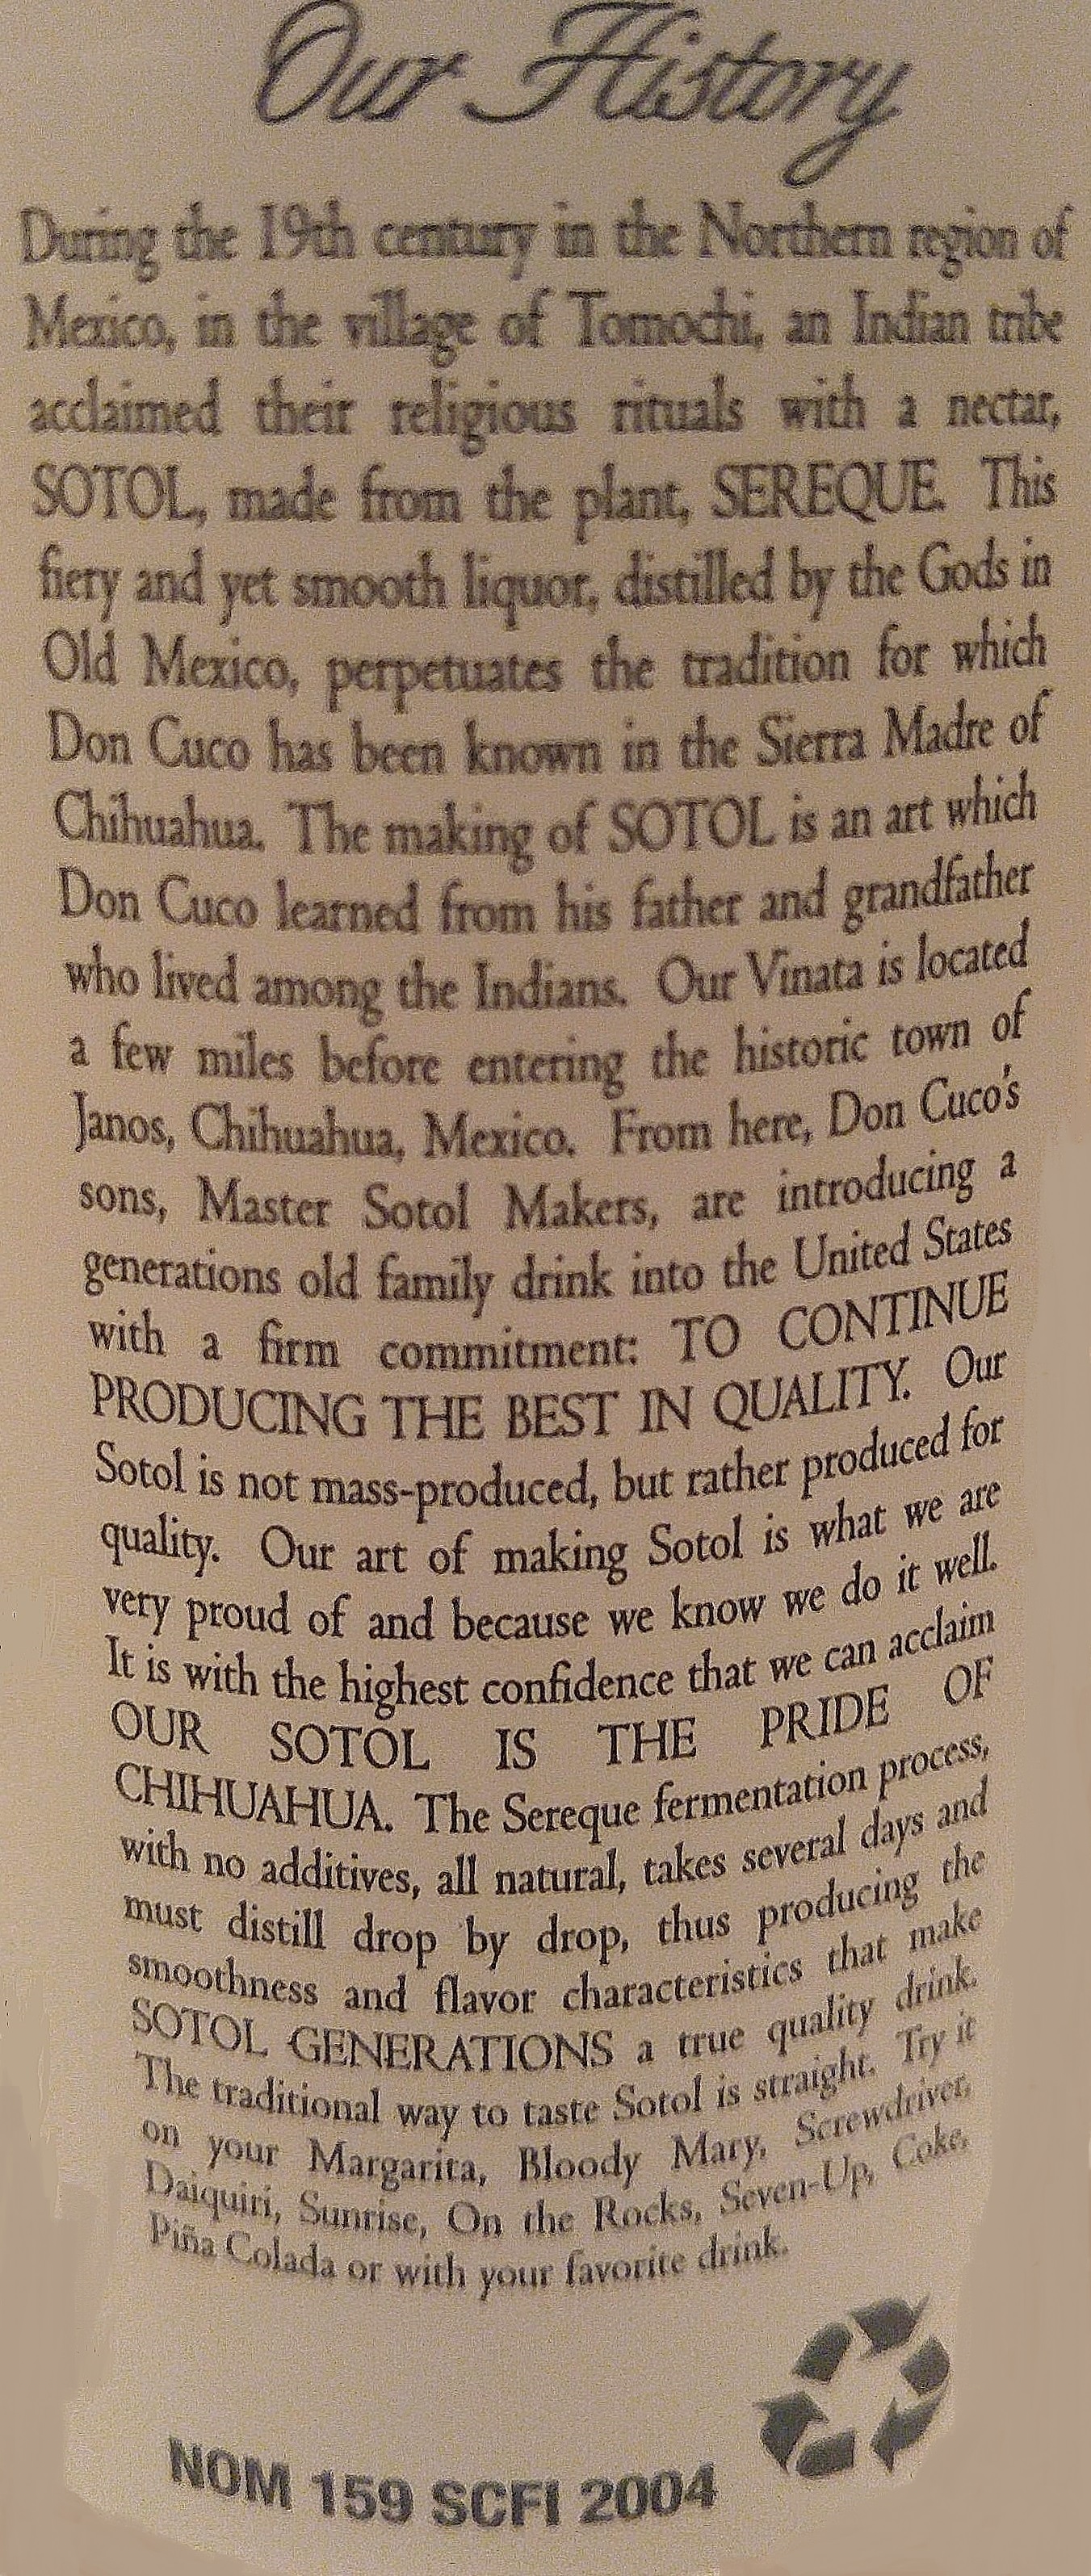 Our History
During the 19th century in the Northern region of
Mexico, in the village of Tomochi, an Indian tribe
acclaimed their religious rituals with a nectar,
SOTOL, made from the plant, SEREQUE. This
fiery and yet smooth liquor, distilled by the Gods in
Old Mexico, perpetuates the tradition for which
Don Cuco has been known in the Sierra Madre of
Chihuahua. The making of SOTOL is an art which
Don Cuco learned from his father and grandfather
who lived among the Indians. Our Vinata is located
a few miles before entering the historic town of
Janos, Chihuahua, Mexico. From here, Don Cuco's
sons, Master Sotol Makers, are introducing a
generations old family drink into the United States
with a firm commitment: TO CONTINUE
PRODUCING THE BEST IN QUALITY. Our
Sotol is not mass-produced, but rather produced for
quality. Our art of making Sotol is what we are
very proud of and because we know we do it well.
It is with the highest confidence that we can acclaim
OUR SOTOL IS THE PRIDE OF
CHIHUAHUA. The Sereque fermentation process,
with no additives, all natural, takes several days and
must distill drop by drop, thus producing the
smoothness and flavor characteristics that make
SOTOL GENERATIONS a true quality drink.
The traditional way to taste Sotol is straight. Try it
on your Margarita, Bloody Mary, Screwdriver,
Daiquiri, Sunrise, On the Rocks, Seven-Up, Coke,
Piña Colada or with your favorite drink.
NOM 159 SCFI 2004